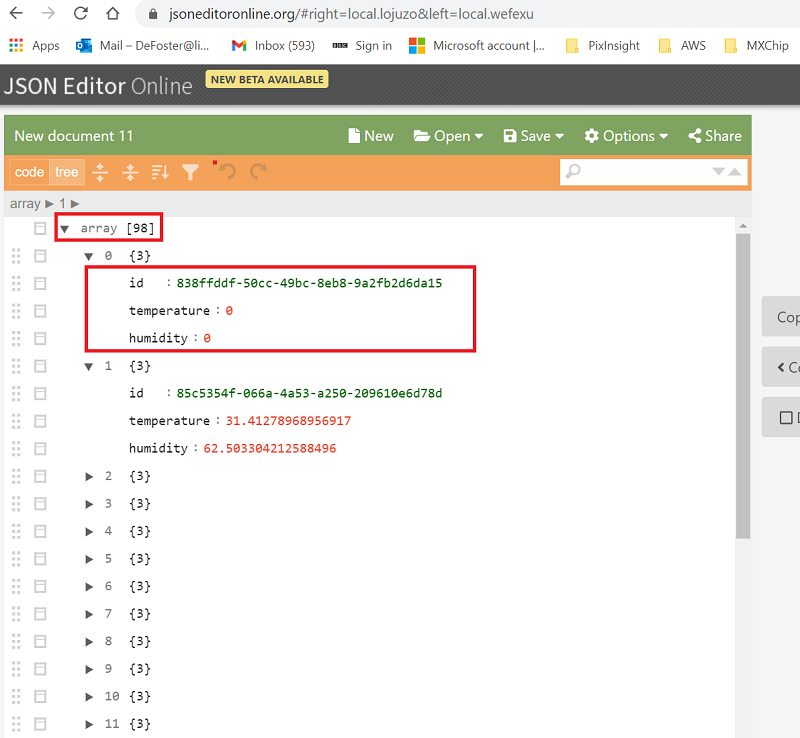 jsoneditoronline.org/#right=local.lojuzo&left=local.wefexu
Apps Mail – DeFoster@li... Inbox (593) BBC Sign in Microsoft account |... PixInsight AWS MXChip
JSON Editor Online NEW BETA AVAILABLE
New document 11 New Open Save Options Share
code tree
array ▶ 1 ▶
▼ array [98]
▼ 0 {3}
id : 838ffddf-50cc-49bc-8eb8-9a2fb2d6da15
temperature : 0
humidity : 0
▼ 1 {3}
id : 85c5354f-066a-4a53-a250-209610e6d78d
temperature : 31.41278968956917
humidity : 62.503304212588496
▶ 2 {3}
▶ 3 {3}
▶ 4 {3}
▶ 5 {3}
▶ 6 {3}
▶ 7 {3}
▶ 8 {3}
▶ 9 {3}
▶ 10 {3}
▶ 11 {3}
Cop
< Co